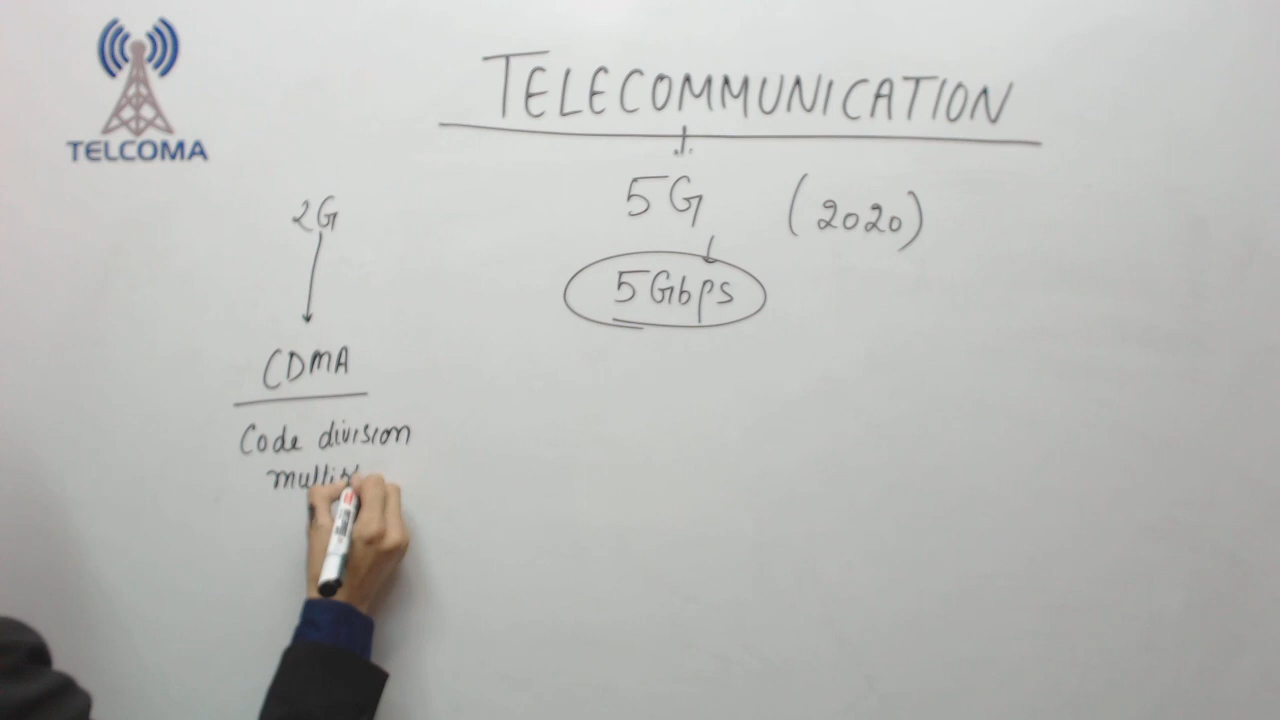 TELCOMA
TELECOMMUNICATION
5G (2020)
5Gbps
2G
CDMA
Code division